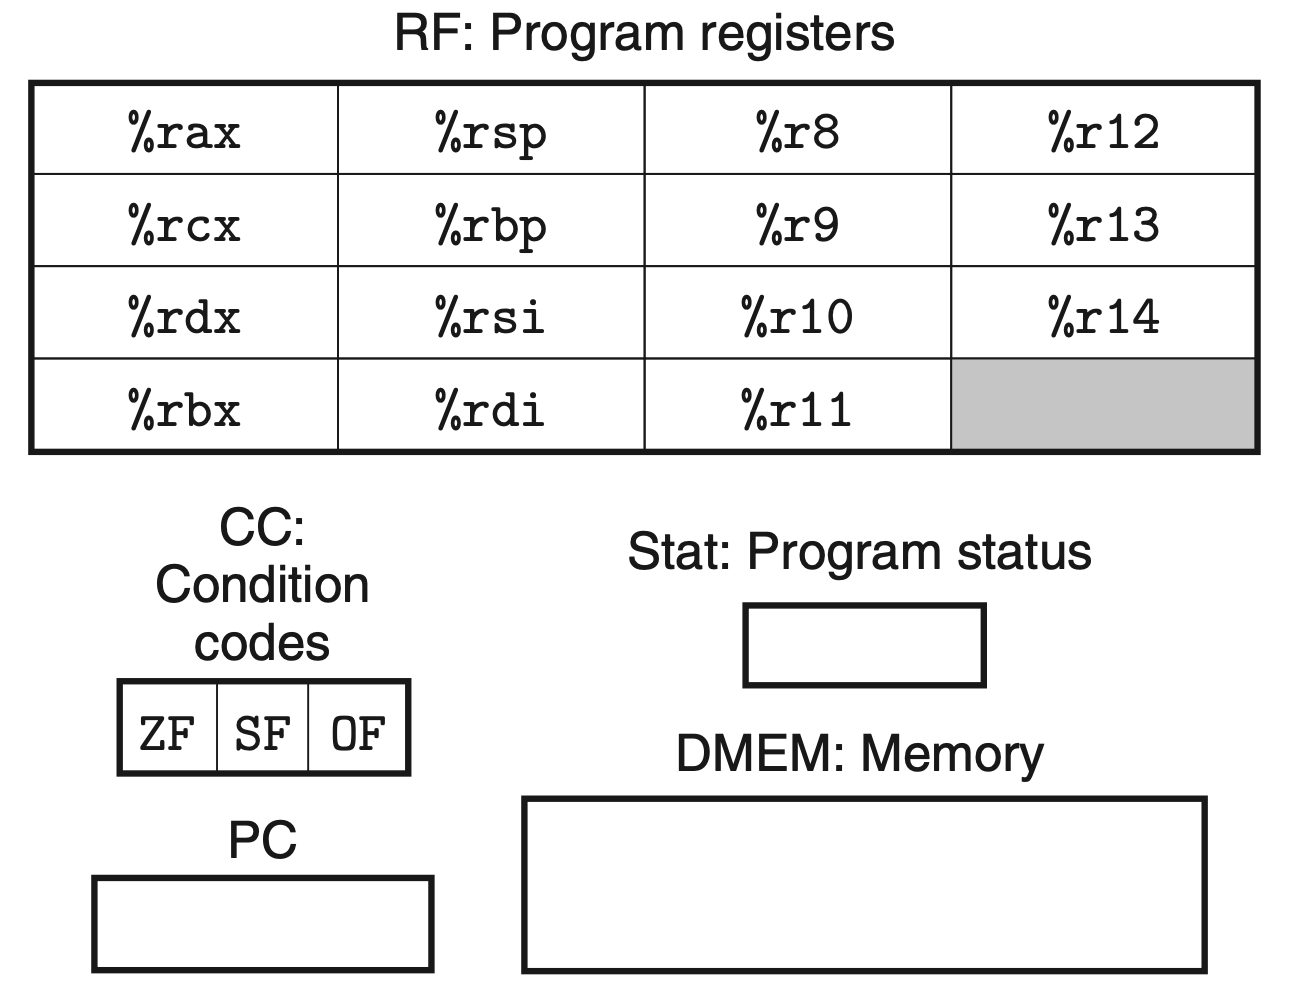 RF: Program registers
%rax %rsp %r8 %r12
%rcx %rbp %r9 %r13
%rdx %rsi %r10 %r14
%rbx %rdi %r11
CC:
Condition
codes
ZF SF OF
Stat: Program status
DMEM: Memory
PC